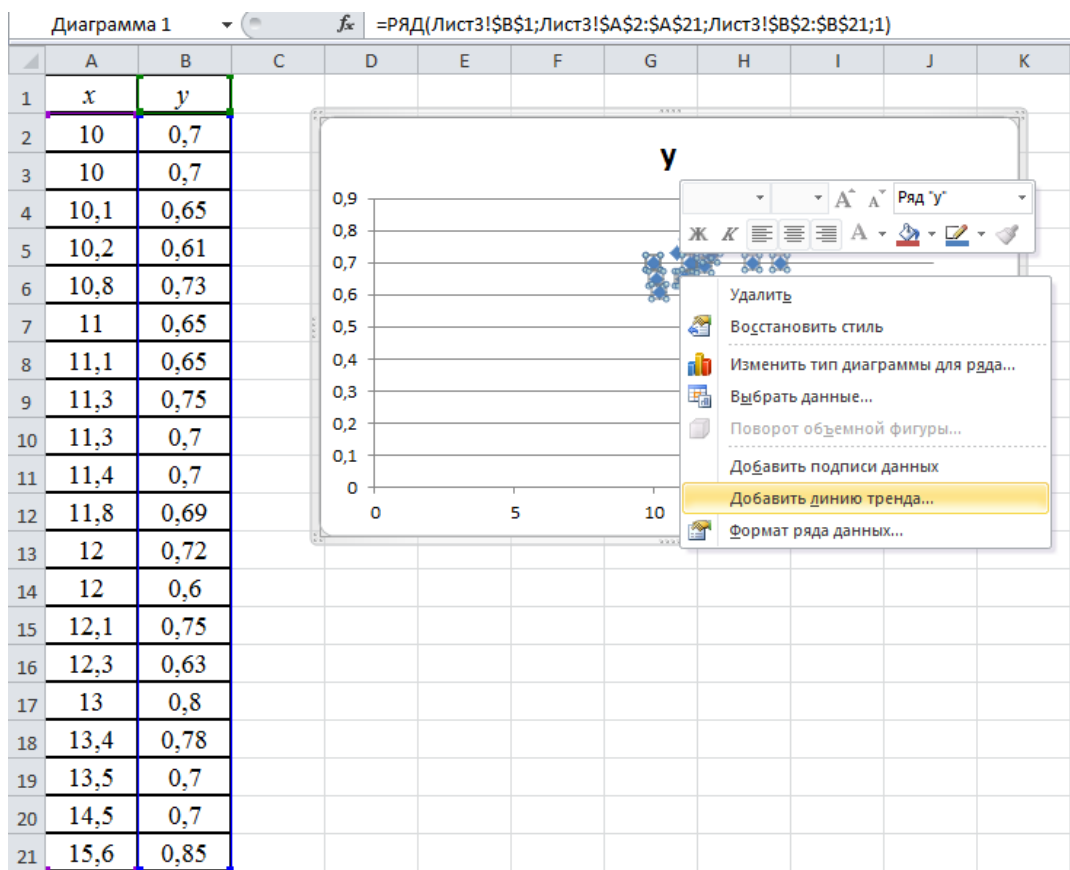 Диаграмма 1 fx =РЯД(Лист3!$B$1;Лист3!$A$2:$A$21;Лист3!$B$2:$B$21;1)
A B C D E F G H I J K
1 x y
2 10 0,7
3 10 0,7
4 10,1 0,65
5 10,2 0,61
6 10,8 0,73
7 11 0,65
8 11,1 0,65
9 11,3 0,75
10 11,3 0,7
11 11,4 0,7
12 11,8 0,69
13 12 0,72
14 12 0,6
15 12,1 0,75
16 12,3 0,63
17 13 0,8
18 13,4 0,78
19 13,5 0,7
20 14,5 0,7
21 15,6 0,85
y
0,9
0,8
0,7
0,6
0,5
0,4
0,3
0,2
0,1
0
0 5 10
A A Ряд "y"
Ж К A
Удалить
Восстановить стиль
Изменить тип диаграммы для ряда...
Выбрать данные...
Поворот объемной фигуры...
Добавить подписи данных
Добавить линию тренда...
Формат ряда данных...